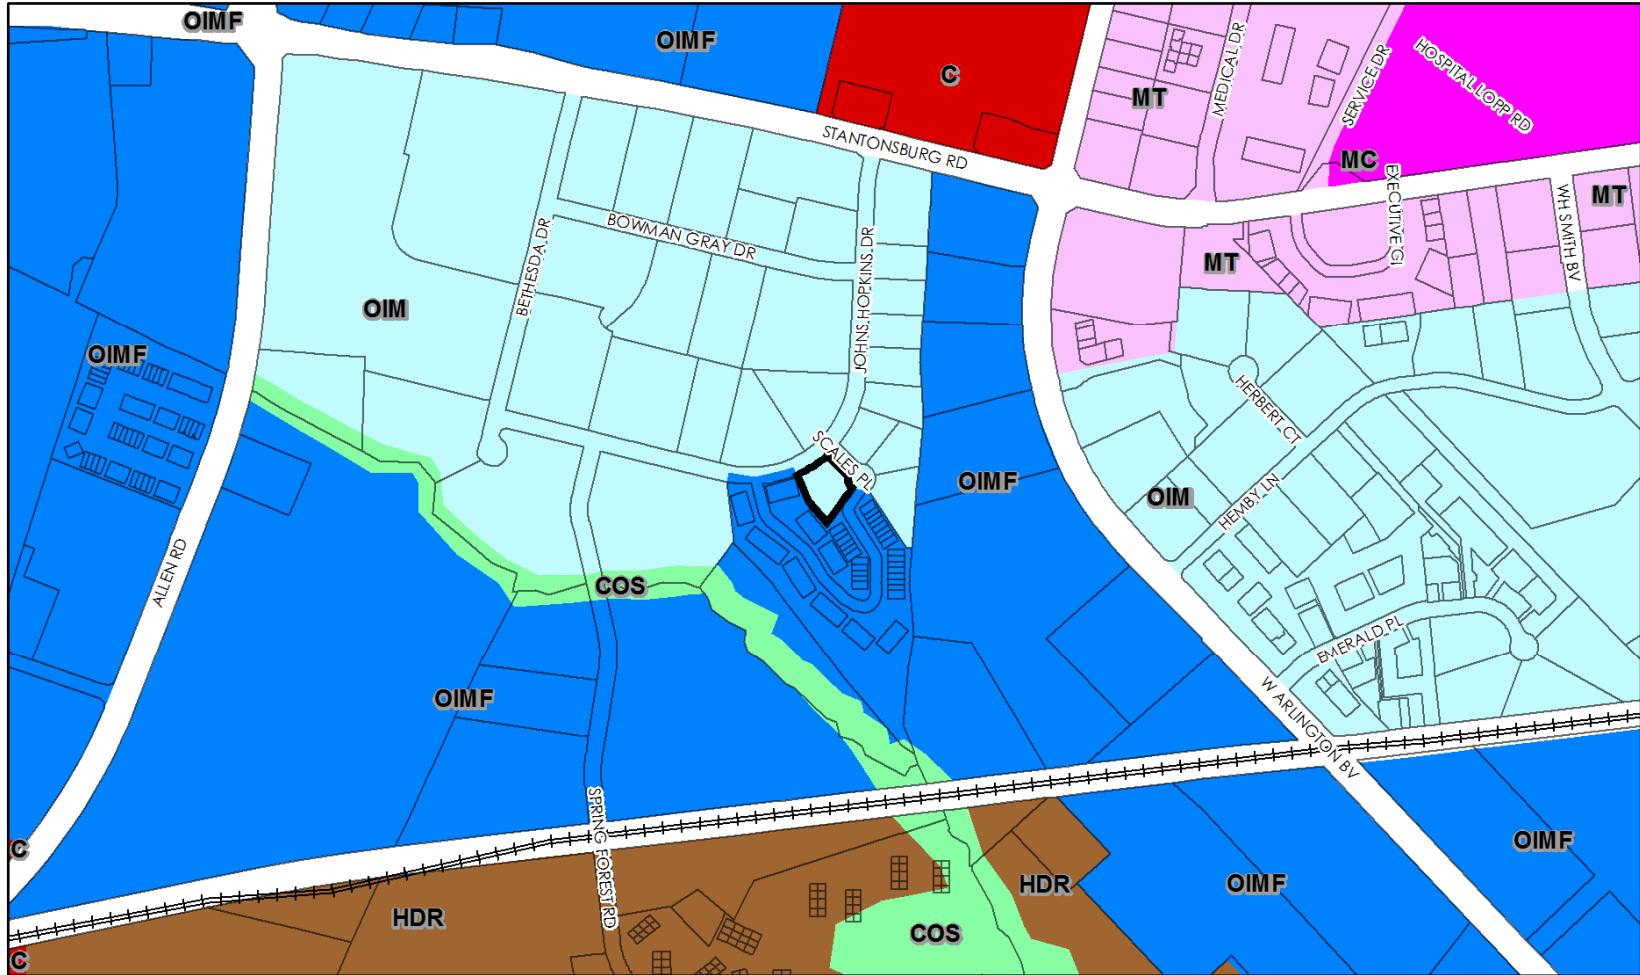 OIMF
OIMF
C
MEDICAL DR
SERVICE DR
HOSPITAL LOPP RD
MT
STANTONSBURG RD
MC
EXECUTIVE CI
WH SMITH BV
MT
BOWMAN GRAY DR
BETHESDA DR
JOHNS HOPKINS DR
MT
OIM
OIMF
HERBERT CT
SCALES PL
OIMF
OIM
HEMBY LN
ALLEN RD
COS
EMERALD PL
OIMF
W ARLINGTON BV
SPRING FOREST RD
C
OIMF
HDR
OIMF
HDR
COS
C